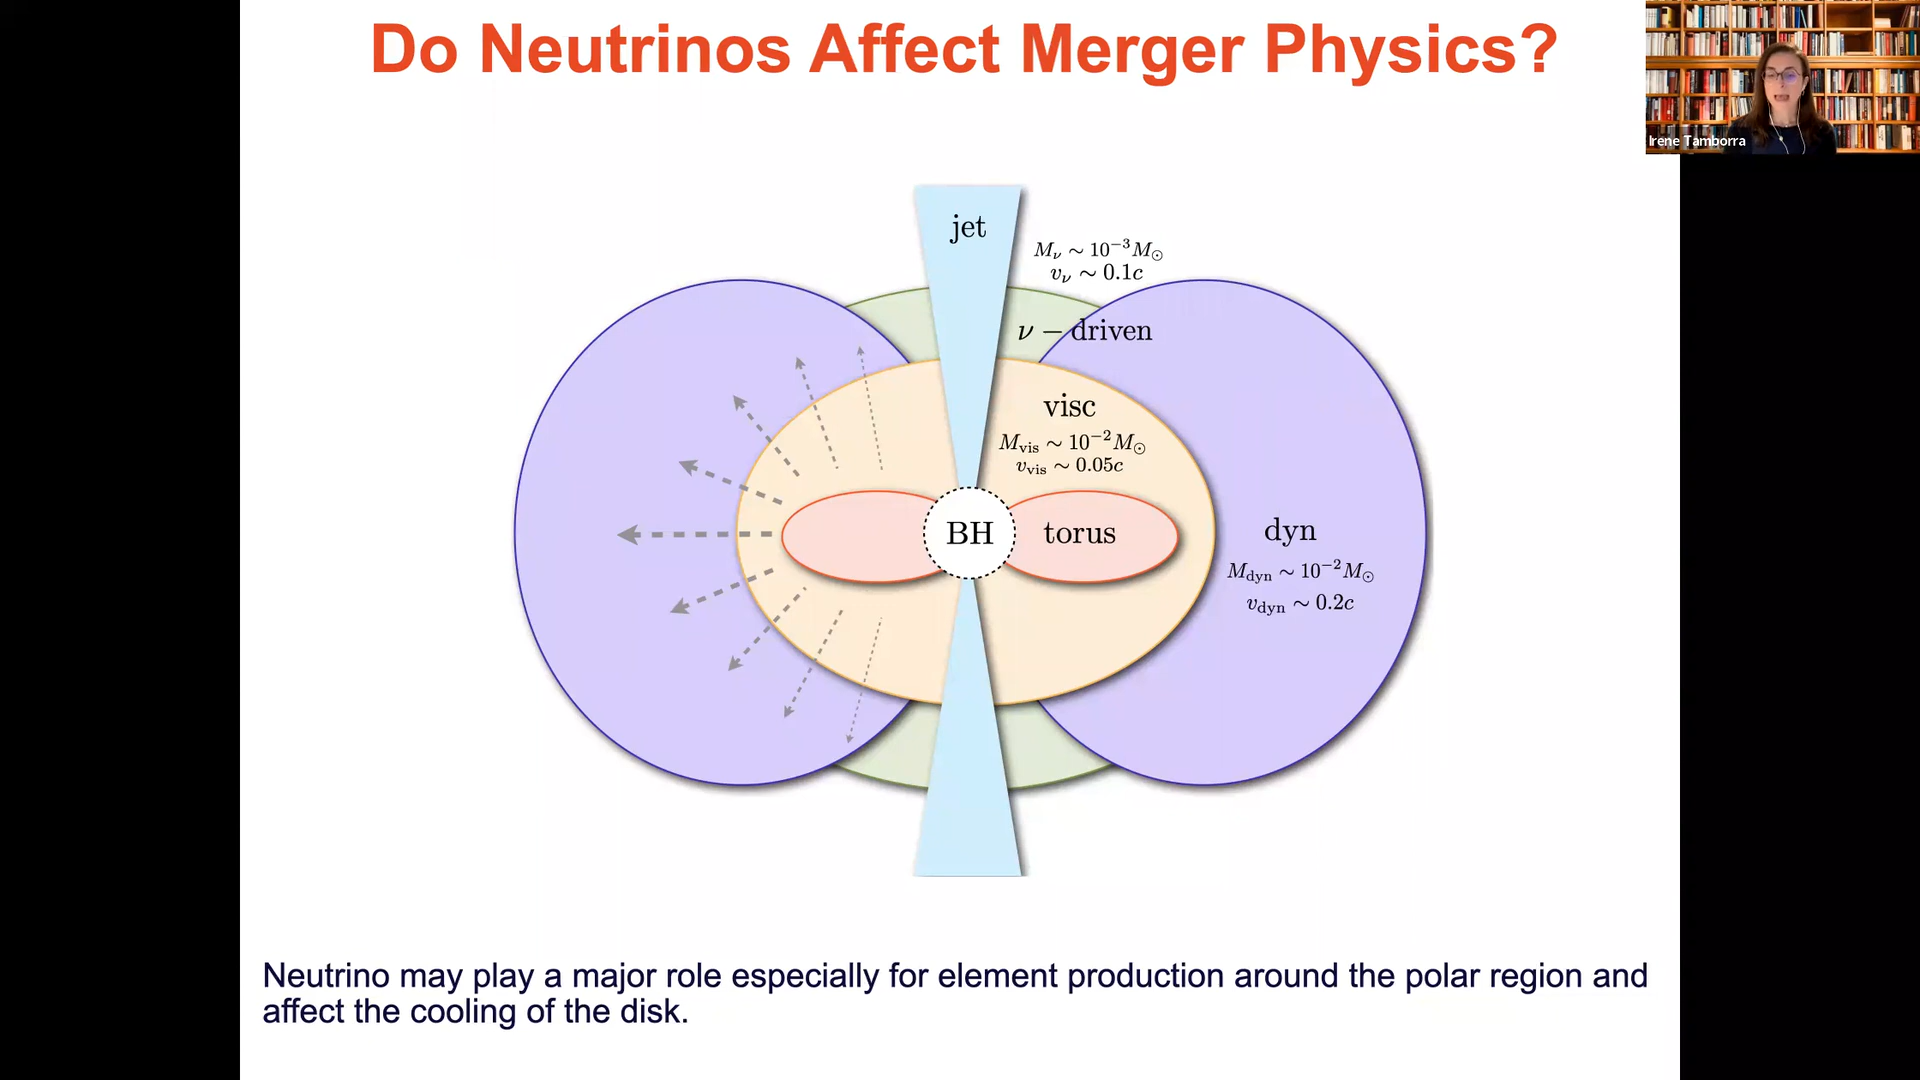 Do Neutrinos Affect Merger Physics?
Irene Tamborra
jet
M_ν ∼ 10⁻³ M_⊙
v_ν ∼ 0.1c
ν − driven
visc
M_vis ∼ 10⁻² M_⊙
v_vis ∼ 0.05c
BH
torus
dyn
M_dyn ∼ 10⁻² M_⊙
v_dyn ∼ 0.2c
Neutrino may play a major role especially for element production around the polar region and
affect the cooling of the disk.